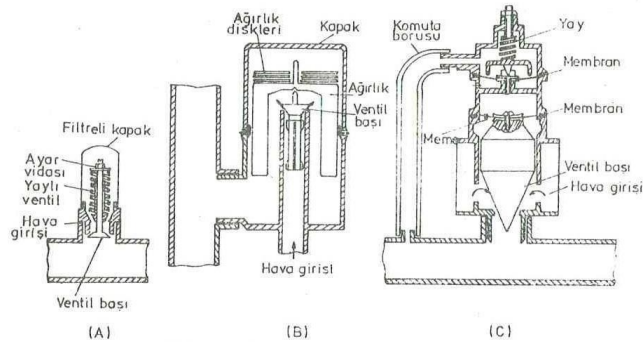 Filtreli kapak
Ayar
vidası
Yaylı
ventil
Hava
girişi
Ventil başı
(A)
Ağırlık
diskleri
Kapak
Ağırlık
Ventil
başı
Hava girişi
(B)
Komuta
borusu
Yay
Membran
Membran
Meme
Ventil başı
Hava
girişi
(C)